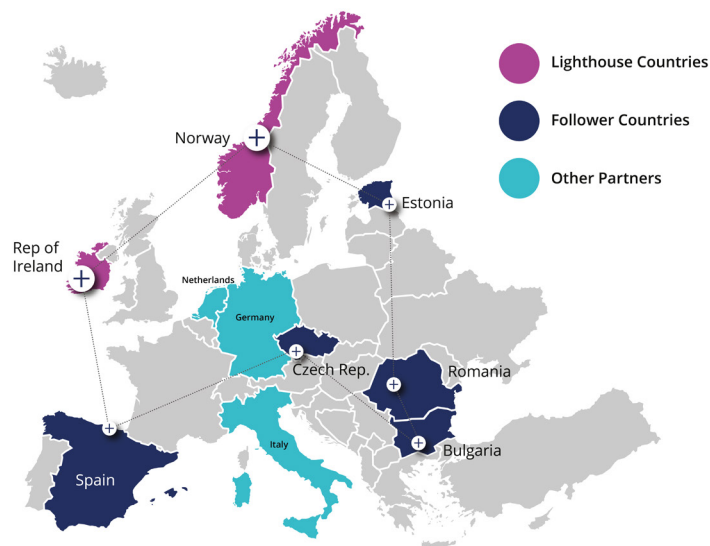 Lighthouse Countries
Follower Countries
Other Partners
Norway
Estonia
Rep of
Ireland
Netherlands
Germany
Czech Rep.
Romania
Bulgaria
Italy
Spain